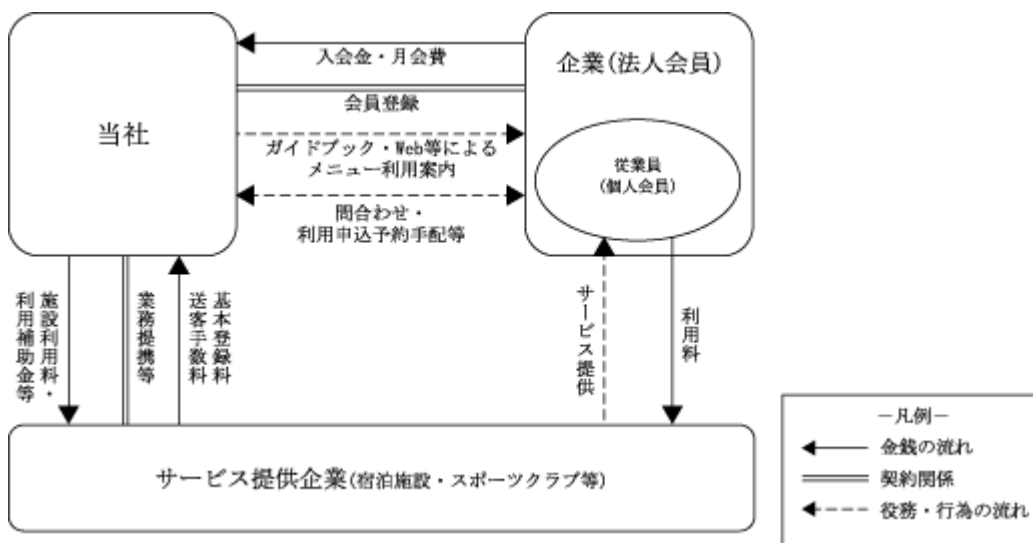 当社
企業(法人会員)
従業員
(個人会員)
入会金・月会費
会員登録
ガイドブック・Web等による
メニュー利用案内
問合わせ・
利用申込予約手配等
施設利用料・
利用補助金等
業務提携等
基本登録料
送客手数料
サービス提供
利用料
サービス提供企業(宿泊施設・スポーツクラブ等)
－凡例－
金銭の流れ
契約関係
役務・行為の流れ